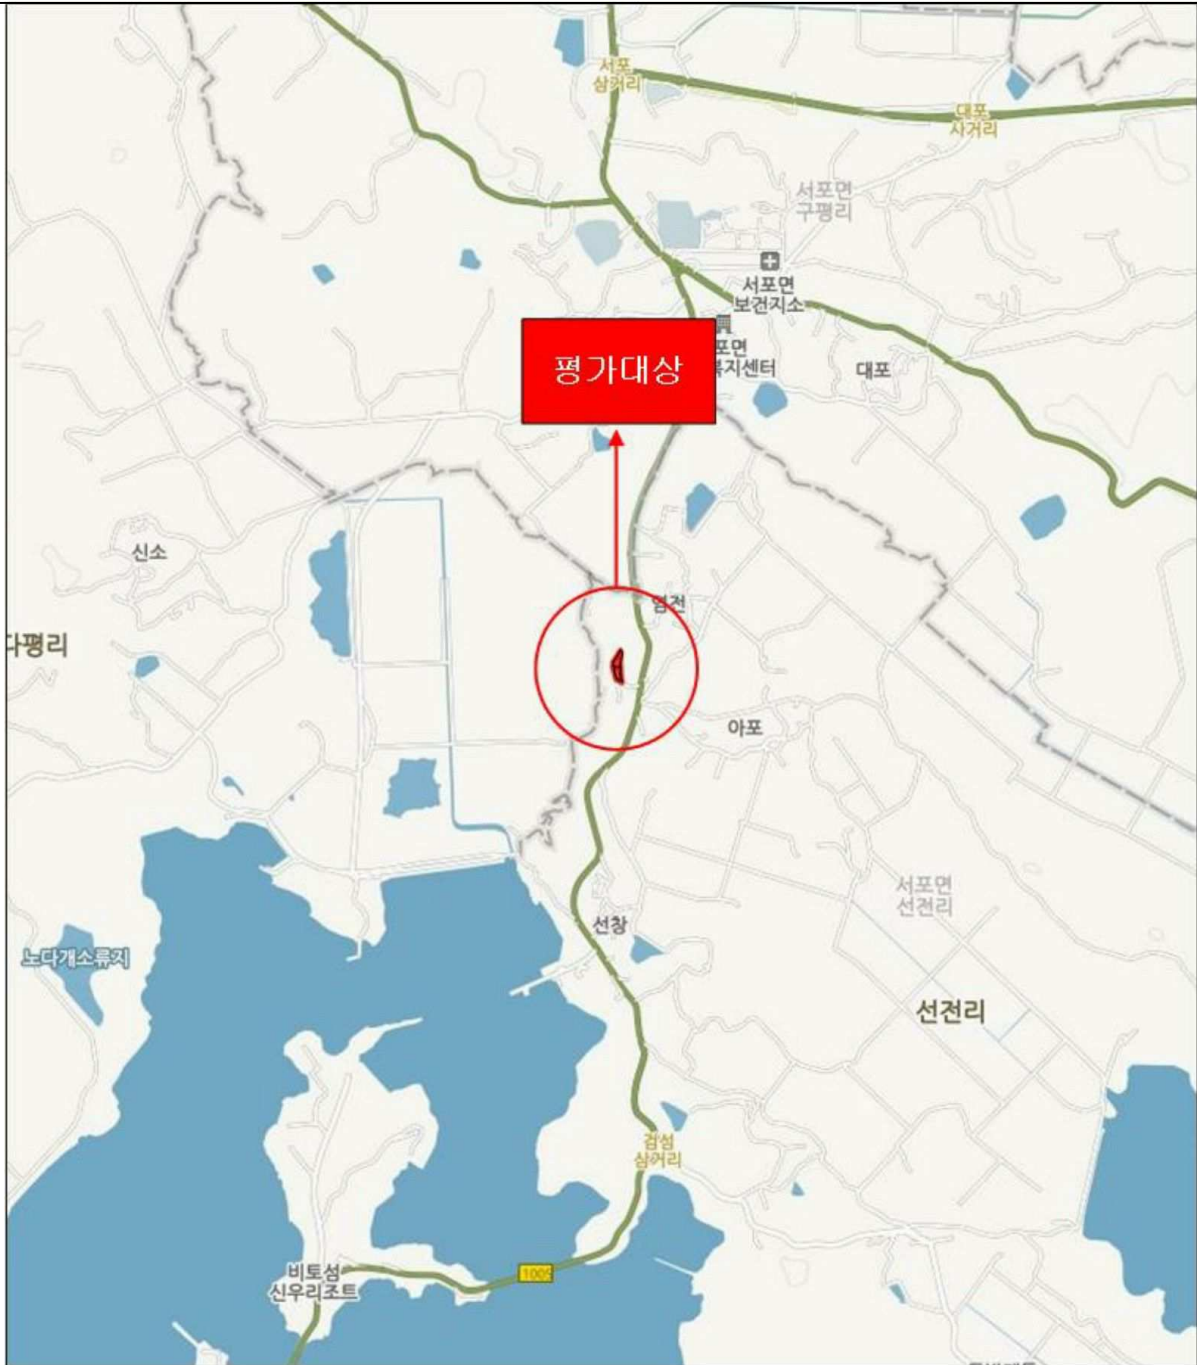 서포
삼거리
대포
사거리
서포면
구평리
서포면
보건지소
포면
복지센터
평가대상
대포
신소
염전
다평리
아포
서포면
선전리
선창
노다개소류지
선전리
검섬
삼거리
비토섬
신우리조트
1005